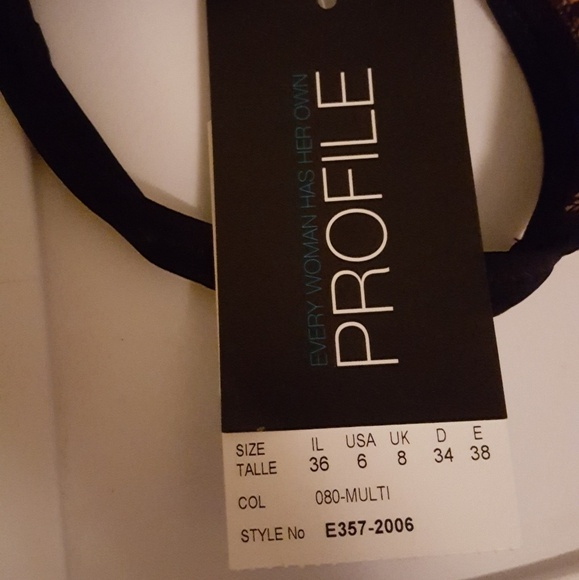 EVERY WOMAN HAS HER OWN
PROFILE
SIZE IL USA UK D E
TALLE 36 6 8 34 38
COL 080-MULTI
STYLE No E357-2006